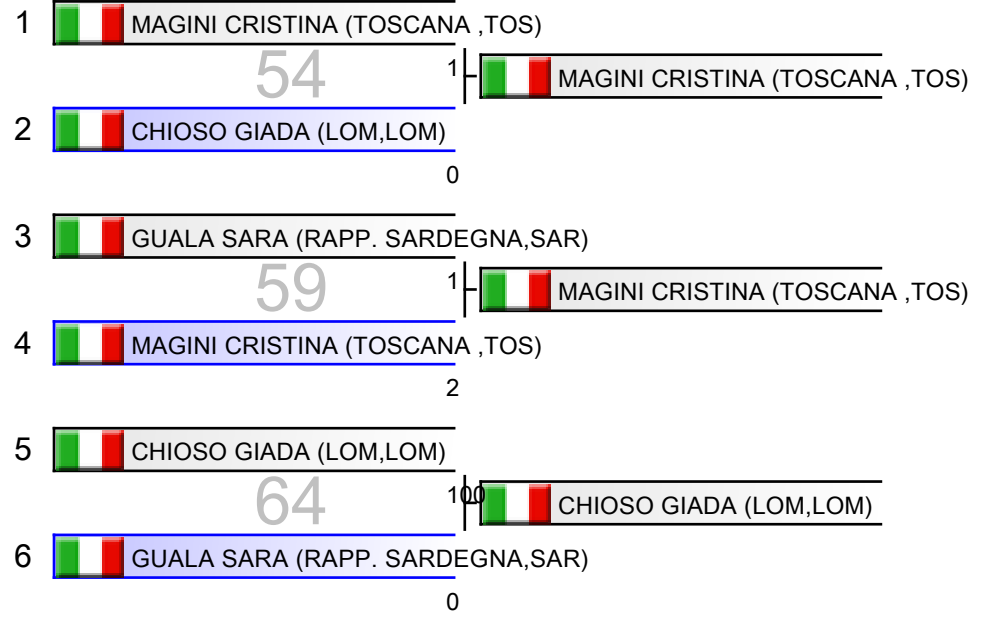 1 MAGINI CRISTINA (TOSCANA ,TOS)
54
1 MAGINI CRISTINA (TOSCANA ,TOS)
2 CHIOSO GIADA (LOM,LOM)
0
3 GUALA SARA (RAPP. SARDEGNA,SAR)
59
1 MAGINI CRISTINA (TOSCANA ,TOS)
4 MAGINI CRISTINA (TOSCANA ,TOS)
2
5 CHIOSO GIADA (LOM,LOM)
64
100 CHIOSO GIADA (LOM,LOM)
6 GUALA SARA (RAPP. SARDEGNA,SAR)
0